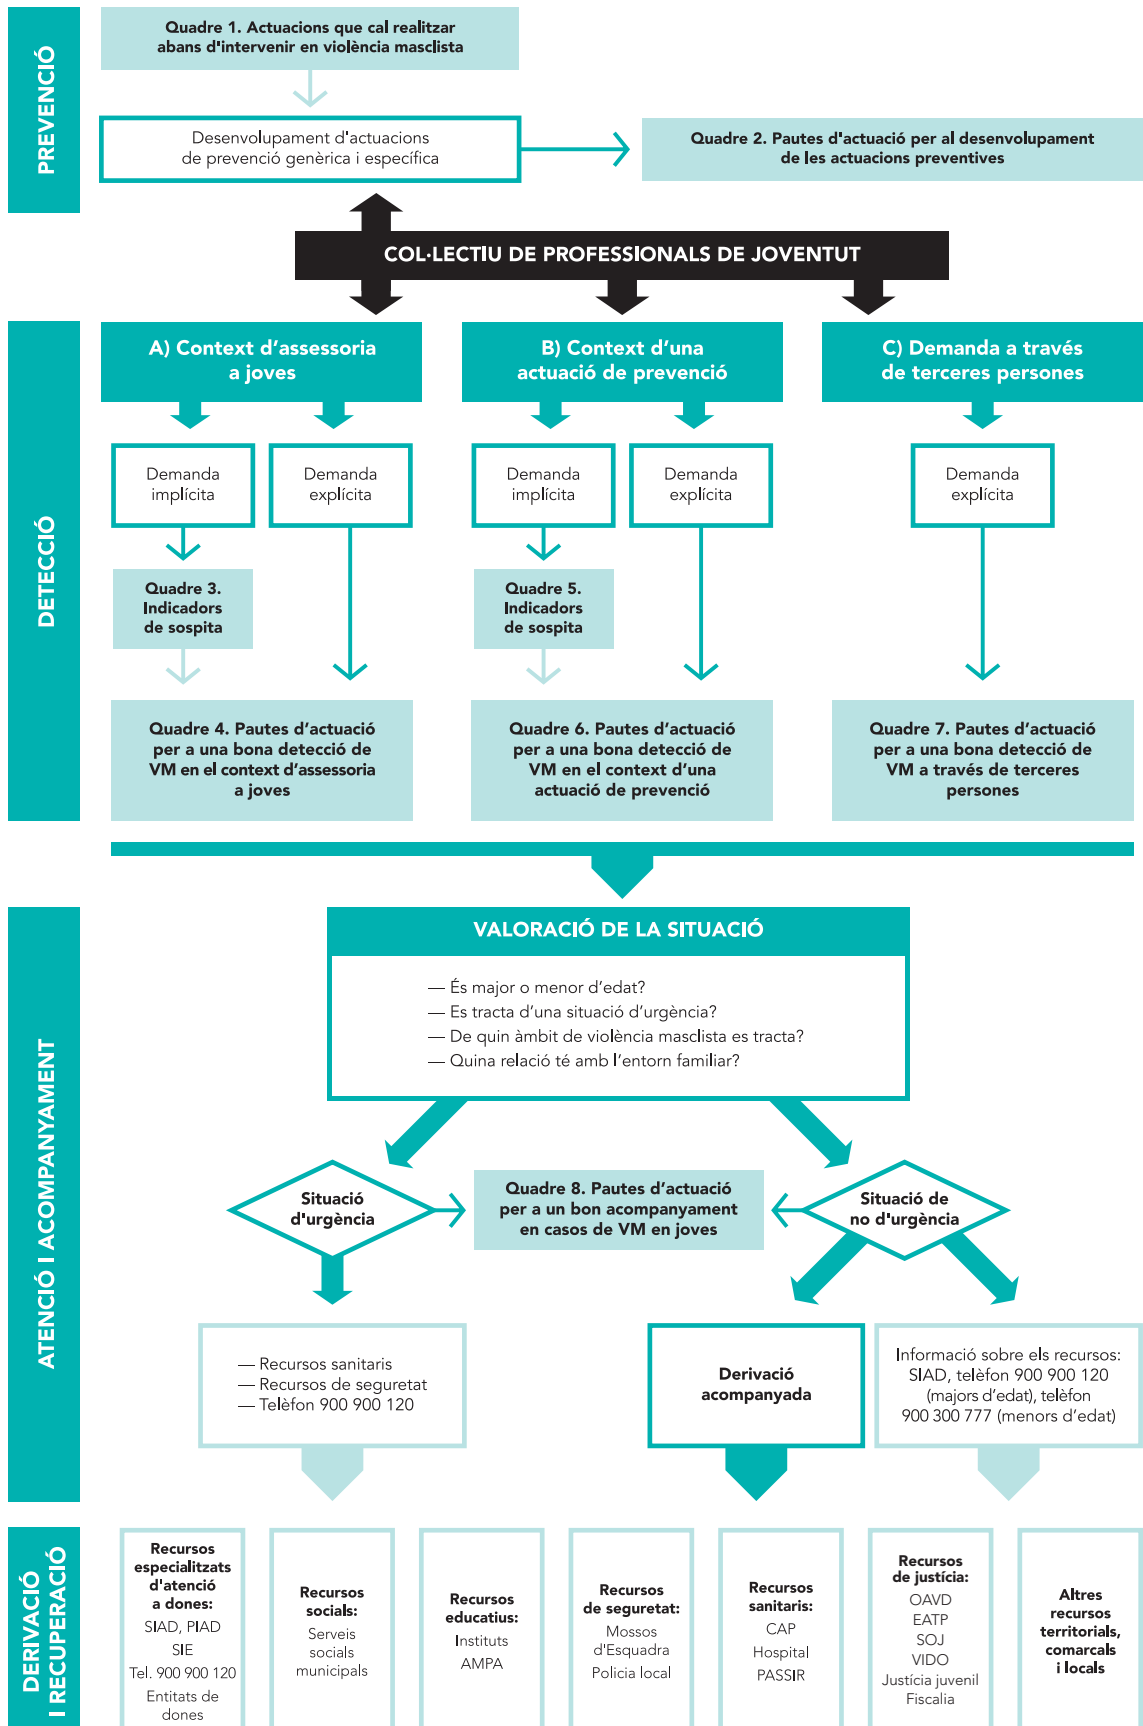 PREVENCIÓ
Quadre 1. Actuacions que cal realitzar
abans d'intervenir en violència masclista
Desenvolupament d'actuacions
de prevenció genèrica i específica
Quadre 2. Pautes d'actuació per al desenvolupament
de les actuacions preventives
COL·LECTIU DE PROFESSIONALS DE JOVENTUT
DETECCIÓ
A) Context d’assessoria
a joves
B) Context d’una
actuació de prevenció
C) Demanda a través
de terceres persones
Demanda
implícita
Demanda
explícita
Demanda
implícita
Demanda
explícita
Demanda
explícita
Quadre 3.
Indicadors
de sospita
Quadre 5.
Indicadors
de sospita
Quadre 4. Pautes d’actuació
per a una bona detecció de
VM en el context d’assessoria
a joves
Quadre 6. Pautes d’actuació
per a una bona detecció de
VM en el context d’una
actuació de prevenció
Quadre 7. Pautes d’actuació
per a una bona detecció de
VM a través de terceres
persones
ATENCIÓ I ACOMPANYAMENT
VALORACIÓ DE LA SITUACIÓ
— És major o menor d’edat?
— Es tracta d’una situació d’urgència?
— De quin àmbit de violència masclista es tracta?
— Quina relació té amb l’entorn familiar?
Situació
d'urgència
Quadre 8. Pautes d’actuació
per a un bon acompanyament
en casos de VM en joves
Situació de
no d'urgència
— Recursos sanitaris
— Recursos de seguretat
— Telèfon 900 900 120
Derivació
acompanyada
Informació sobre els recursos:
SIAD, telèfon 900 900 120
(majors d’edat), telèfon
900 300 777 (menors d’edat)
DERIVACIÓ
I RECUPERACIÓ
Recursos
especialitzats
d'atenció
a dones:
SIAD, PIAD
SIE
Tel. 900 900 120
Entitats de
dones
Recursos
socials:
Serveis
socials
municipals
Recursos
educatius:
Instituts
AMPA
Recursos
de seguretat:
Mossos
d'Esquadra
Policia local
Recursos
sanitaris:
CAP
Hospital
PASSIR
Recursos
de justícia:
OAVD
EATP
SOJ
VIDO
Justícia juvenil
Fiscalia
Altres
recursos
territorials,
comarcals
i locals